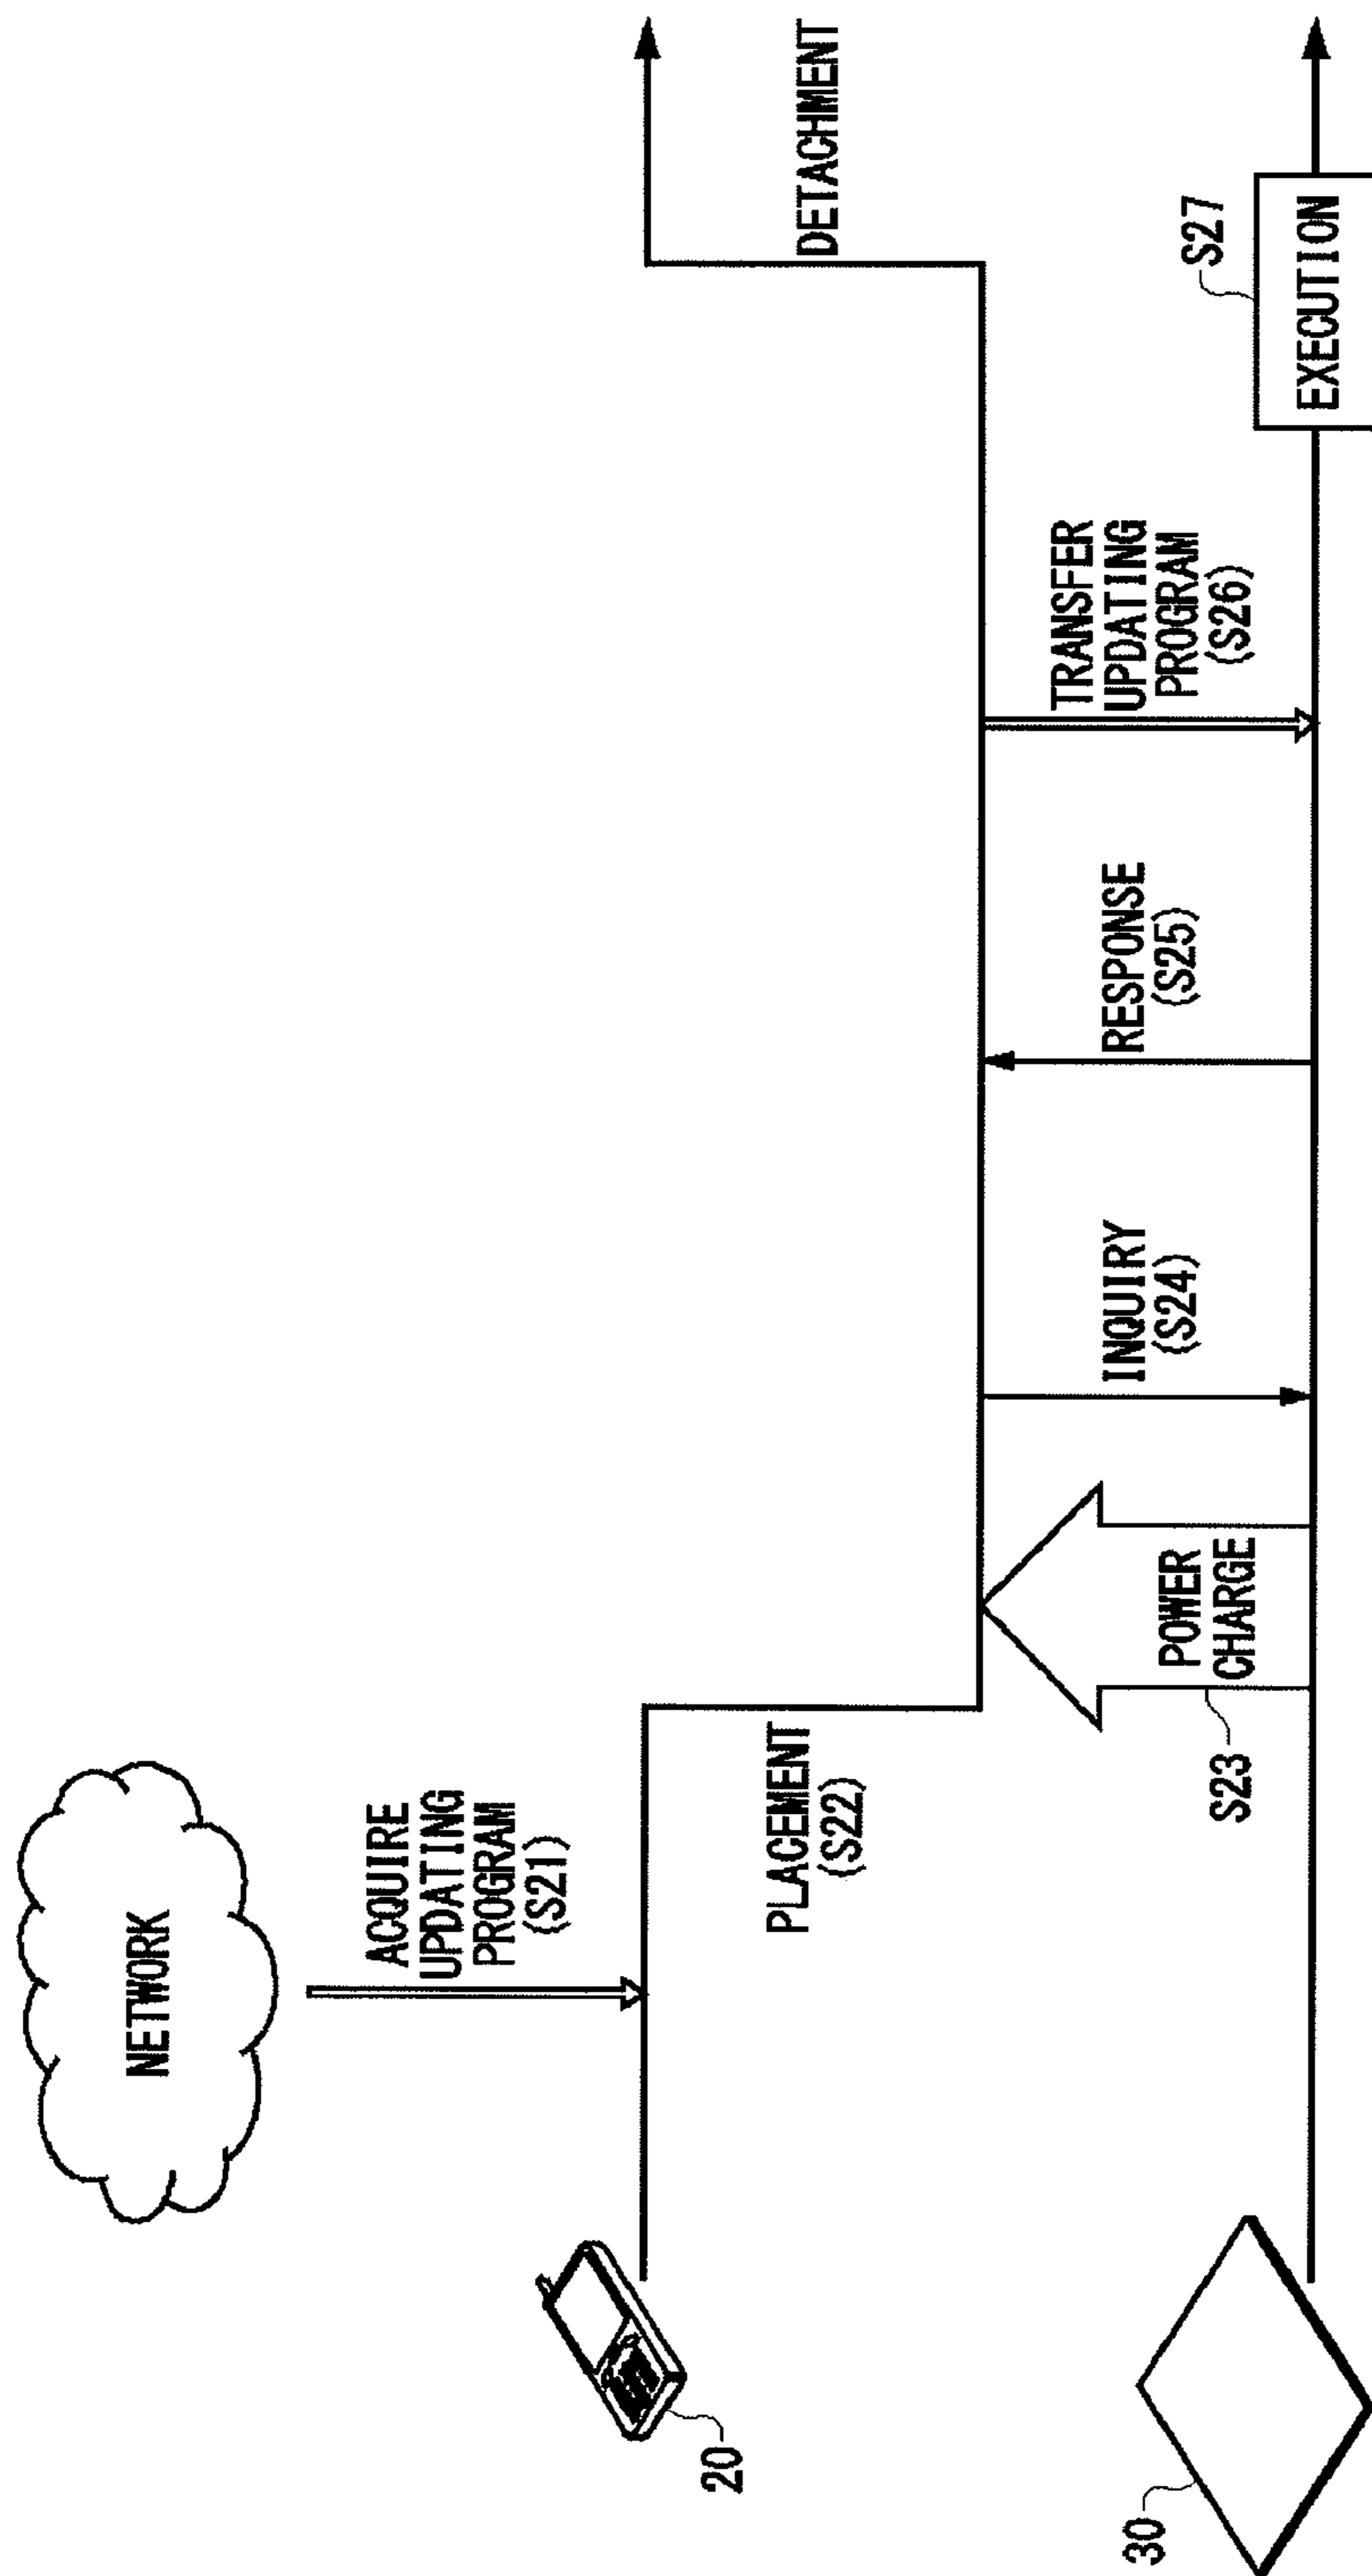 NETWORK
ACQUIRE
UPDATING
PROGRAM
(S21)
20
PLACEMENT
(S22)
DETACHMENT
30
S23
POWER
CHARGE
INQUIRY
(S24)
RESPONSE
(S25)
TRANSFER
UPDATING
PROGRAM
(S26)
S27
EXECUTION